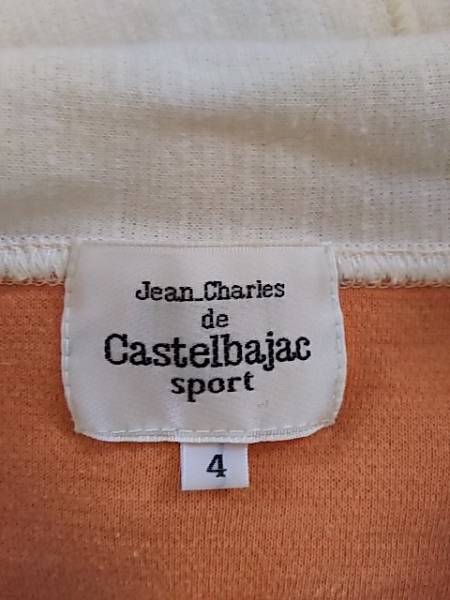 Jean_Charles
de
Castelbajac
sport
4